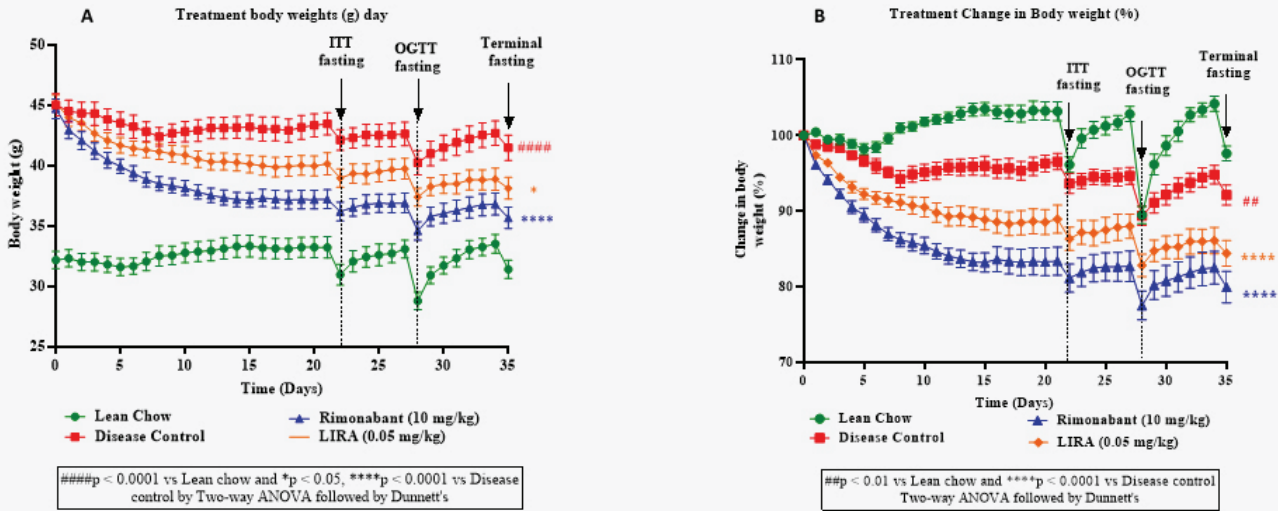 A
Treatment body weights (g) day
ITT
fasting
OGTT
fasting
Terminal
fasting
50
45
40
35
30
25
Body weight (g)
0
5
10
15
20
25
30
35
Time (Days)
####
*
****
Lean Chow
Disease Control
Rimonabant (10 mg/kg)
LIRA (0.05 mg/kg)
####p < 0.0001 vs Lean chow and *p < 0.05, ****p < 0.0001 vs Disease
control by Two-way ANOVA followed by Dunnett's
B
Treatment Change in Body weight (%)
ITT
fasting
OGTT
fasting
Terminal
fasting
110
100
90
80
70
Change in body
weight (%)
0
5
10
15
20
25
30
35
Time (Days)
##
****
****
Lean Chow
Disease Control
Rimonabant (10 mg/kg)
LIRA (0.05 mg/kg)
##p < 0.01 vs Lean chow and ****p < 0.0001 vs Disease control
Two-way ANOVA followed by Dunnett's